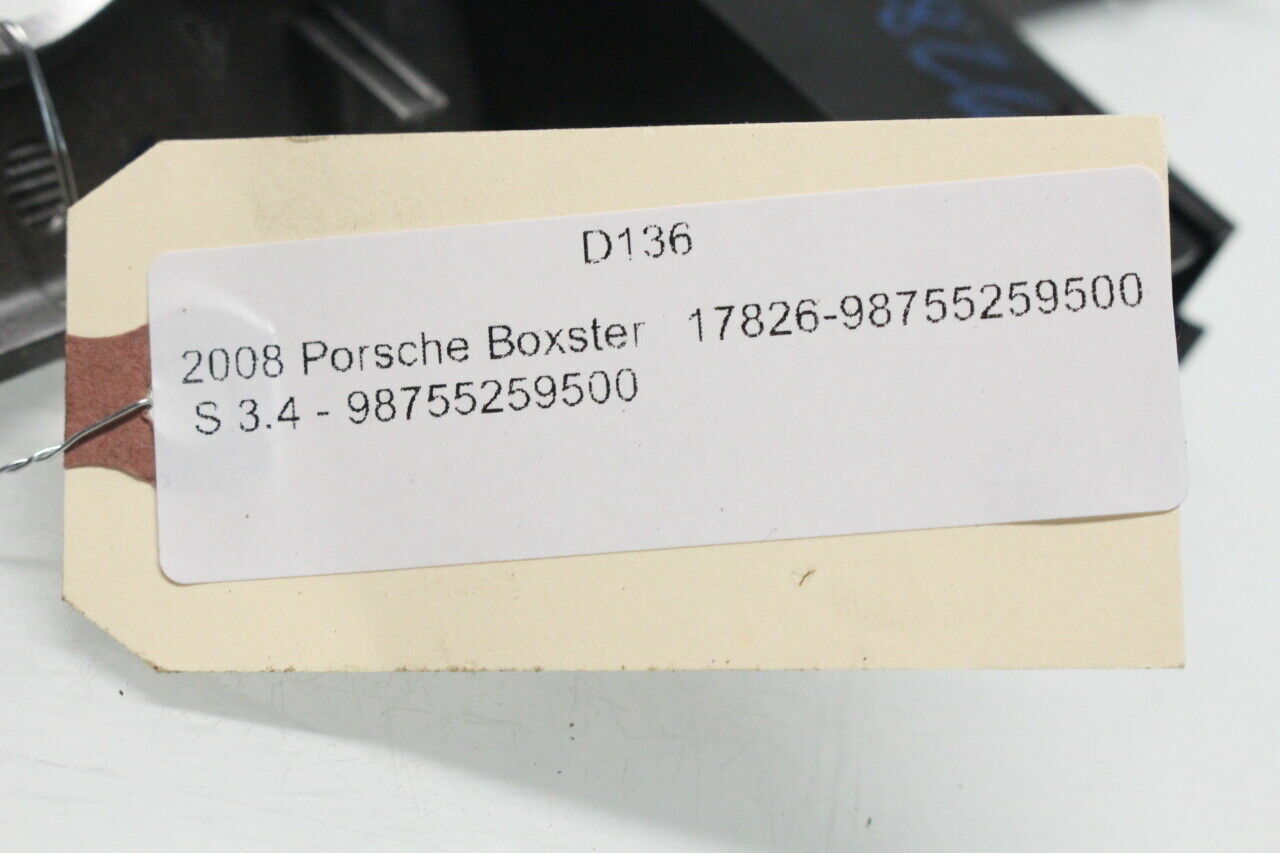 D136
2008 Porsche Boxster 17826-98755259500
S 3.4 - 98755259500